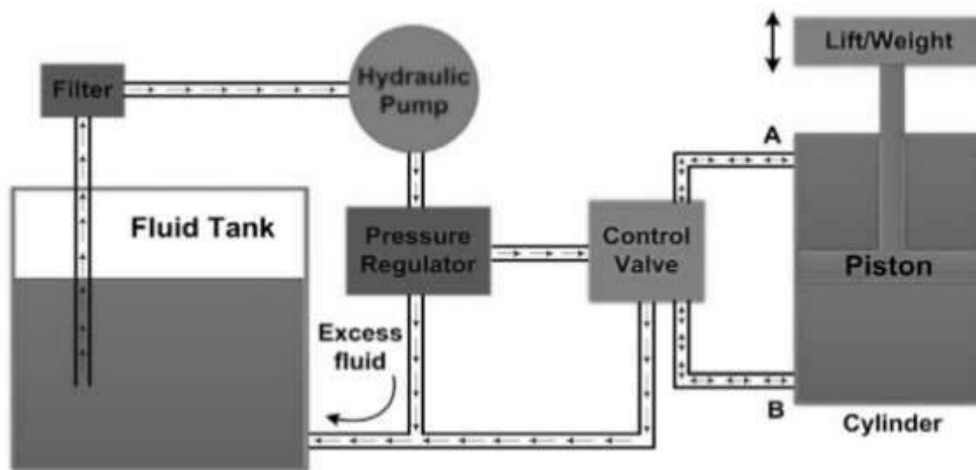 Lift/Weight
Filter
Hydraulic
Pump
A
Fluid Tank
Pressure
Regulator
Control
Valve
Piston
Excess
fluid
B
Cylinder